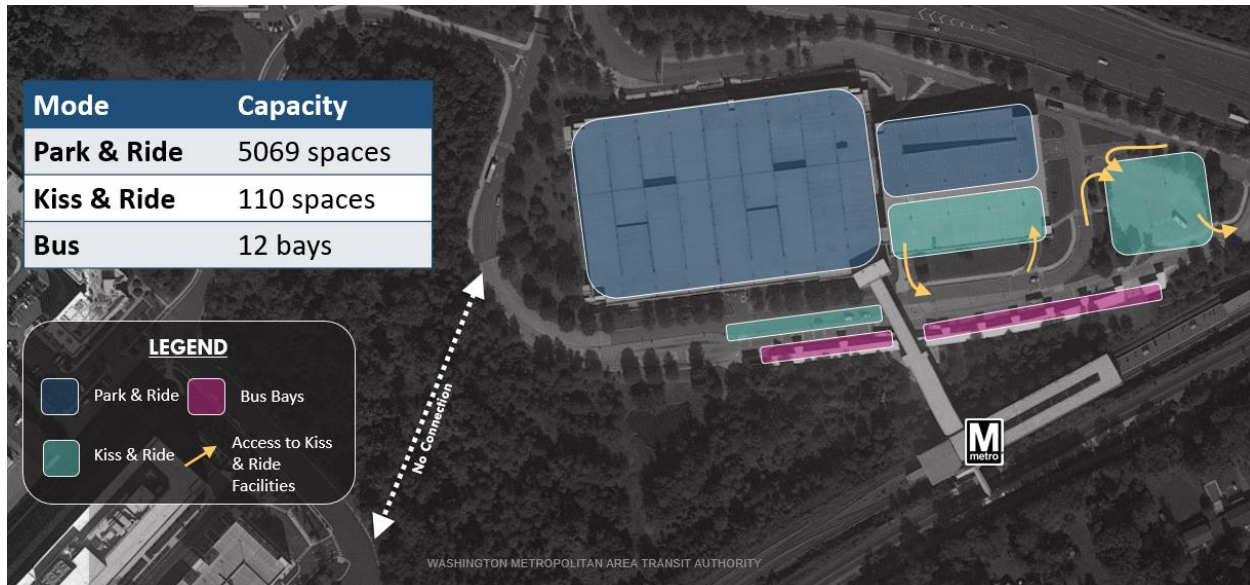 Mode Capacity
Park & Ride 5069 spaces
Kiss & Ride 110 spaces
Bus 12 bays
LEGEND
Park & Ride Bus Bays
Kiss & Ride Access to Kiss
& Ride
Facilities
No Connection
M
metro
WASHINGTON METROPOLITAN AREA TRANSIT AUTHORITY